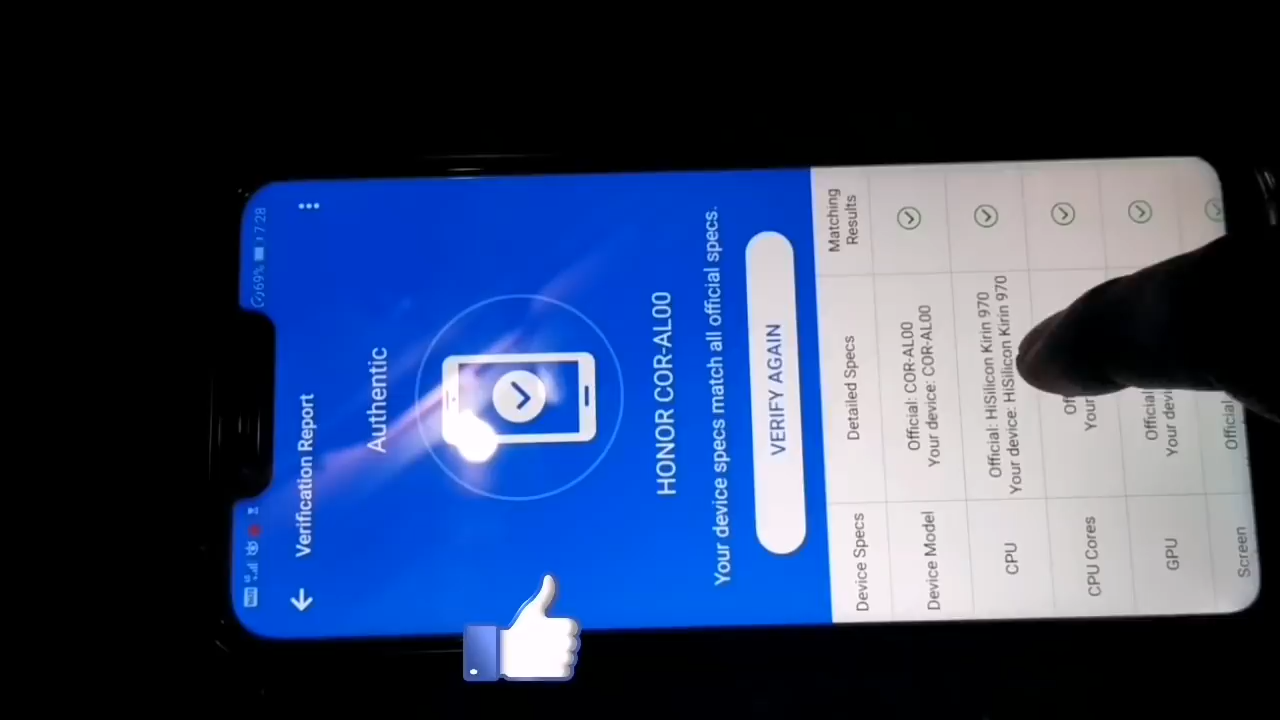 69% 7:28
Verification Report
Authentic
HONOR COR-AL00
Your device specs match all official specs.
VERIFY AGAIN
Device Specs
Detailed Specs
Matching
Results
Device Model
Official: COR-AL00
Your device: COR-AL00
CPU
Official: HiSilicon Kirin 970
Your device: HiSilicon Kirin 970
CPU Cores
Your
GPU
Official
Your devi
Screen
Official